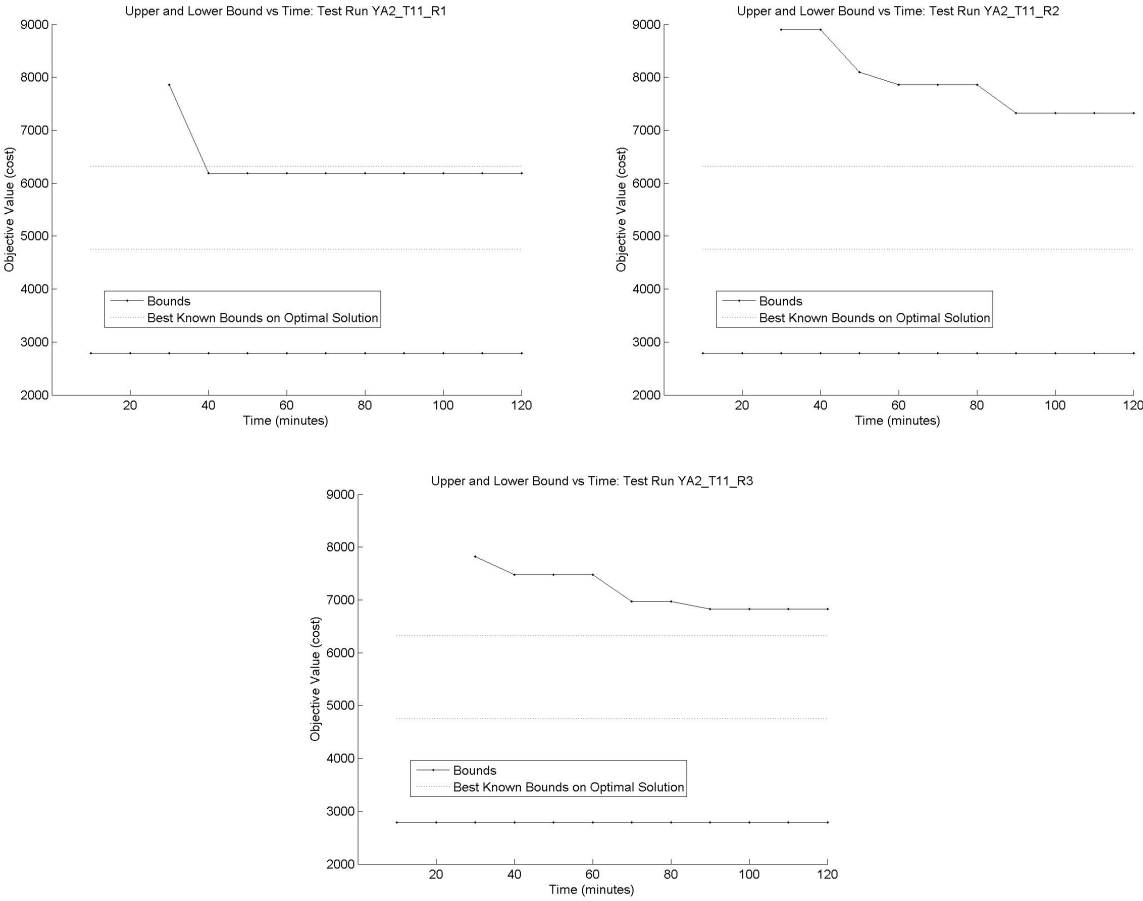 Upper and Lower Bound vs Time: Test Run YA2_T11_R1
9000
8000
7000
6000
5000
4000
3000
2000
Objective Value (cost)
Bounds
Best Known Bounds on Optimal Solution
20 40 60 80 100 120
Time (minutes)
Upper and Lower Bound vs Time: Test Run YA2_T11_R2
9000
8000
7000
6000
5000
4000
3000
2000
Objective Value (cost)
Bounds
Best Known Bounds on Optimal Solution
20 40 60 80 100 120
Time (minutes)
Upper and Lower Bound vs Time: Test Run YA2_T11_R3
9000
8000
7000
6000
5000
4000
3000
2000
Objective Value (cost)
Bounds
Best Known Bounds on Optimal Solution
20 40 60 80 100 120
Time (minutes)